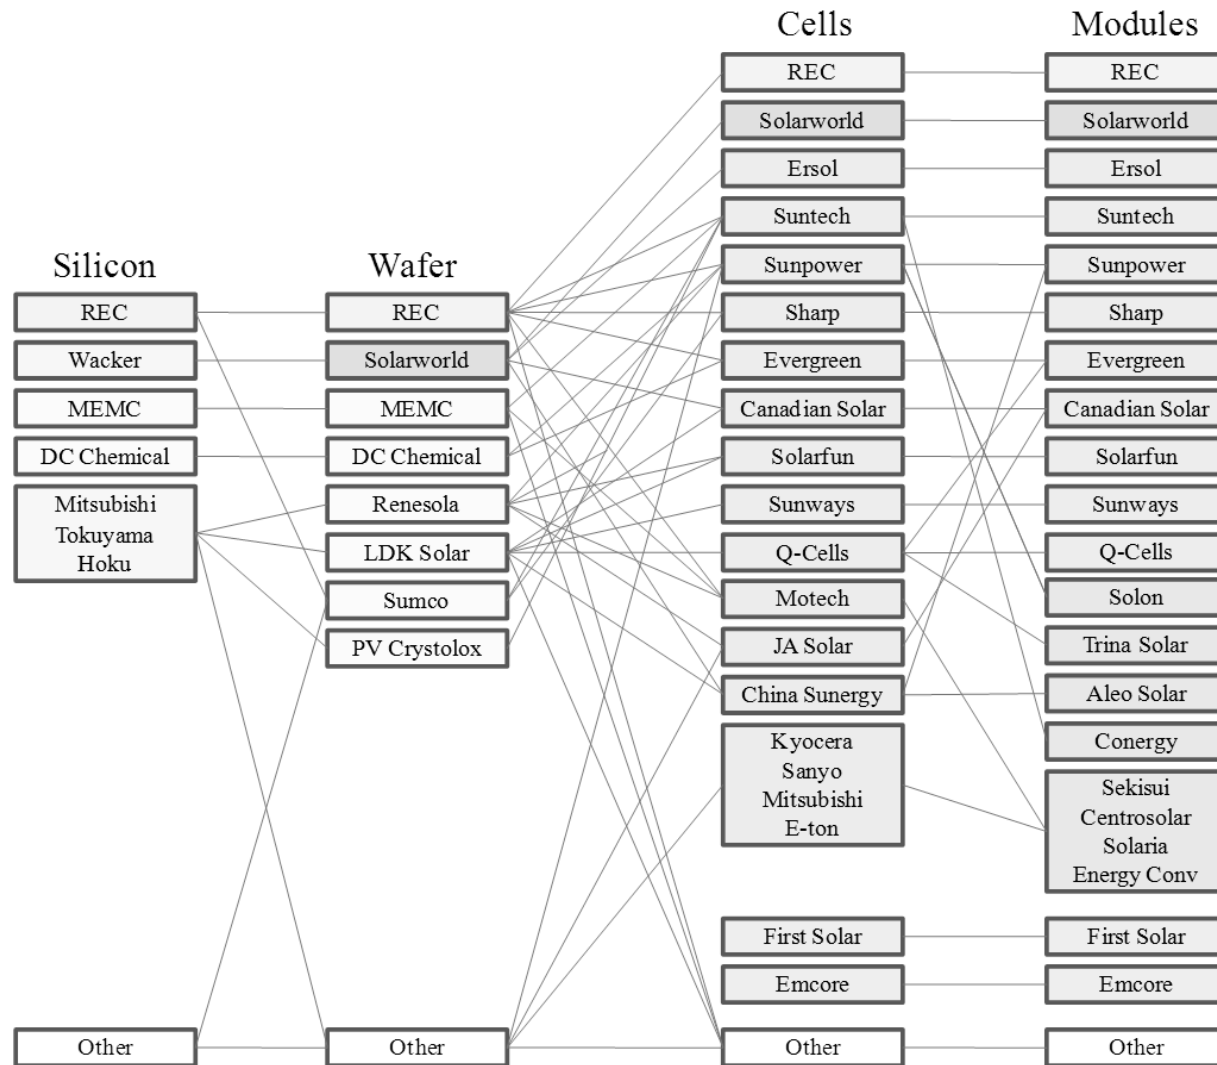 Silicon
REC
Wacker
MEMC
DC Chemical
Mitsubishi
Tokuyama
Hoku
Other
Wafer
REC
Solarworld
MEMC
DC Chemical
Renesola
LDK Solar
Sumco
PV Crystolox
Other
Cells
REC
Solarworld
Ersol
Suntech
Sunpower
Sharp
Evergreen
Canadian Solar
Solarfun
Sunways
Q-Cells
Motech
JA Solar
China Sunergy
Kyocera
Sanyo
Mitsubishi
E-ton
First Solar
Emcore
Other
Modules
REC
Solarworld
Ersol
Suntech
Sunpower
Sharp
Evergreen
Canadian Solar
Solarfun
Sunways
Q-Cells
Solon
Trina Solar
Aleo Solar
Conergy
Sekisui
Centrosolar
Solaria
Energy Conv
First Solar
Emcore
Other